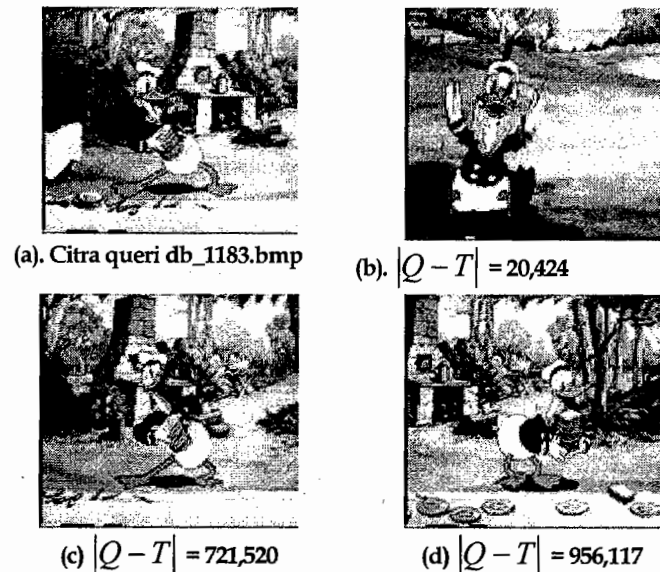 (a). Citra queri db_1183.bmp
(b). |Q − T| = 20,424
(c) |Q − T| = 721,520
(d) |Q − T| = 956,117